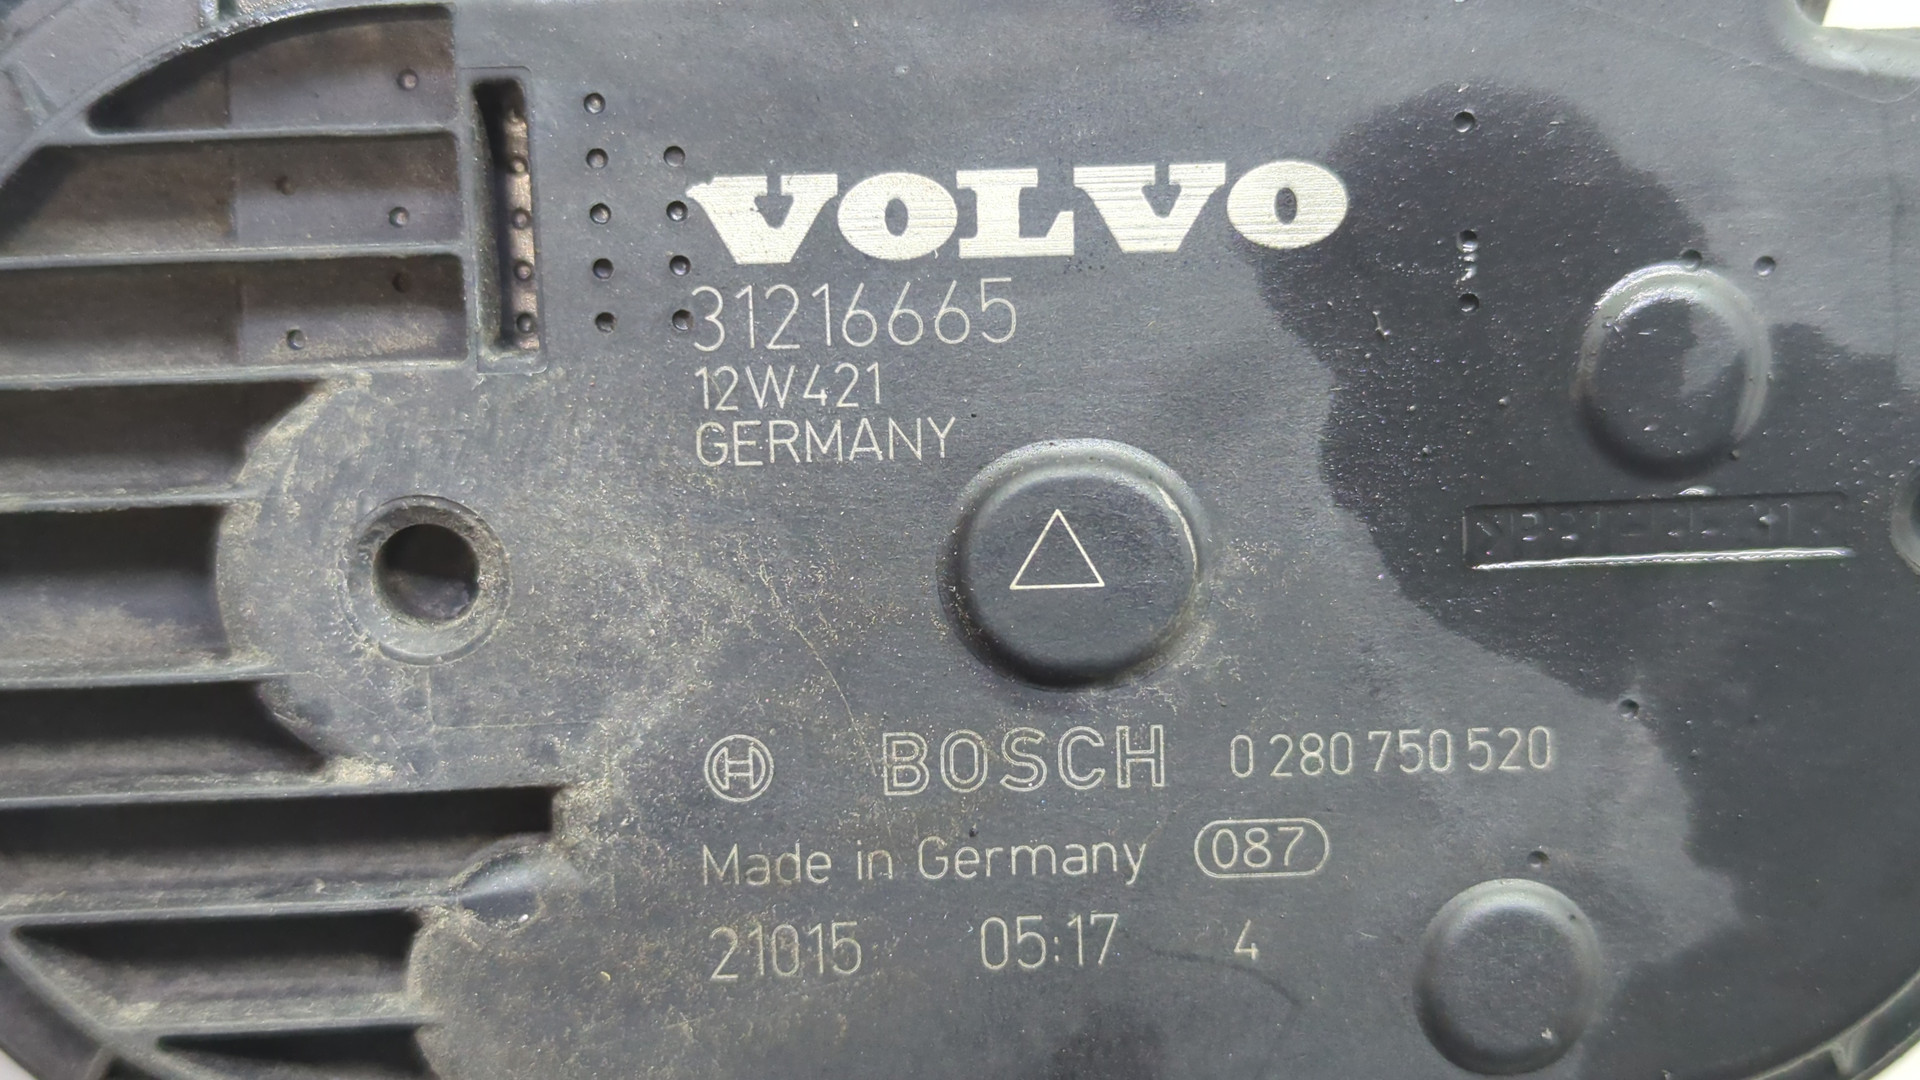 VOLVO
31216665
12W421
GERMANY
BOSCH 0 280 750 520
Made in Germany 087
21015 05:17 4